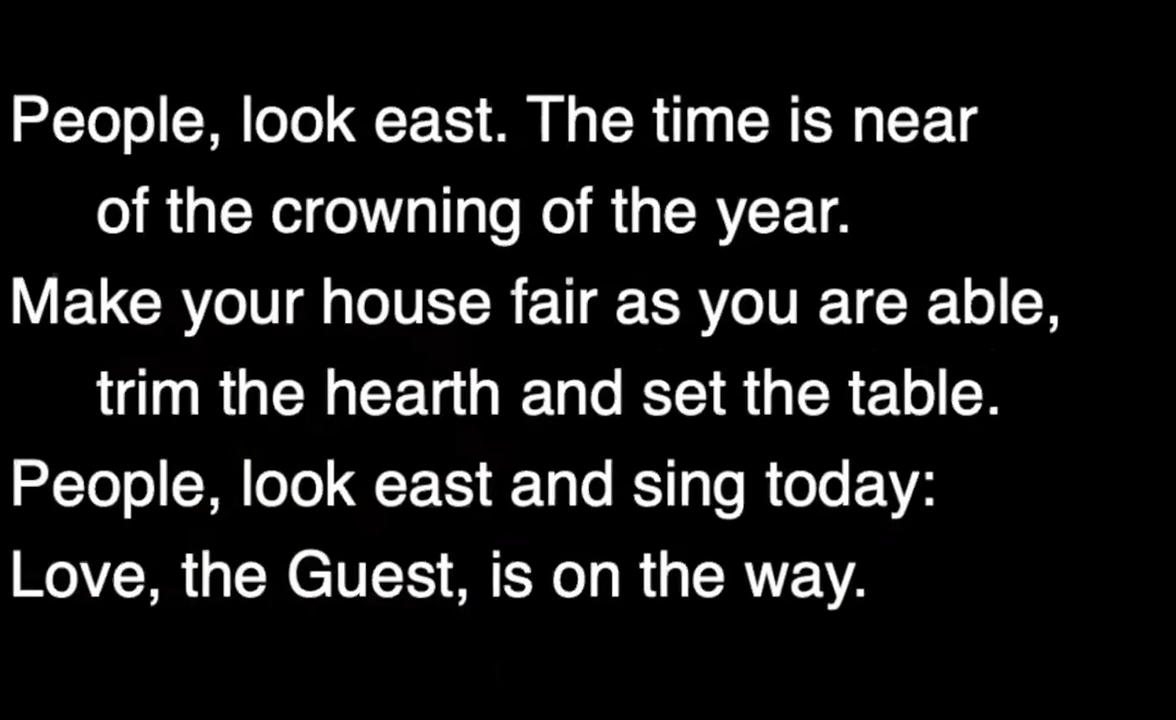 People, look east. The time is near
of the crowning of the year.
Make your house fair as you are able,
trim the hearth and set the table.
People, look east and sing today:
Love, the Guest, is on the way.